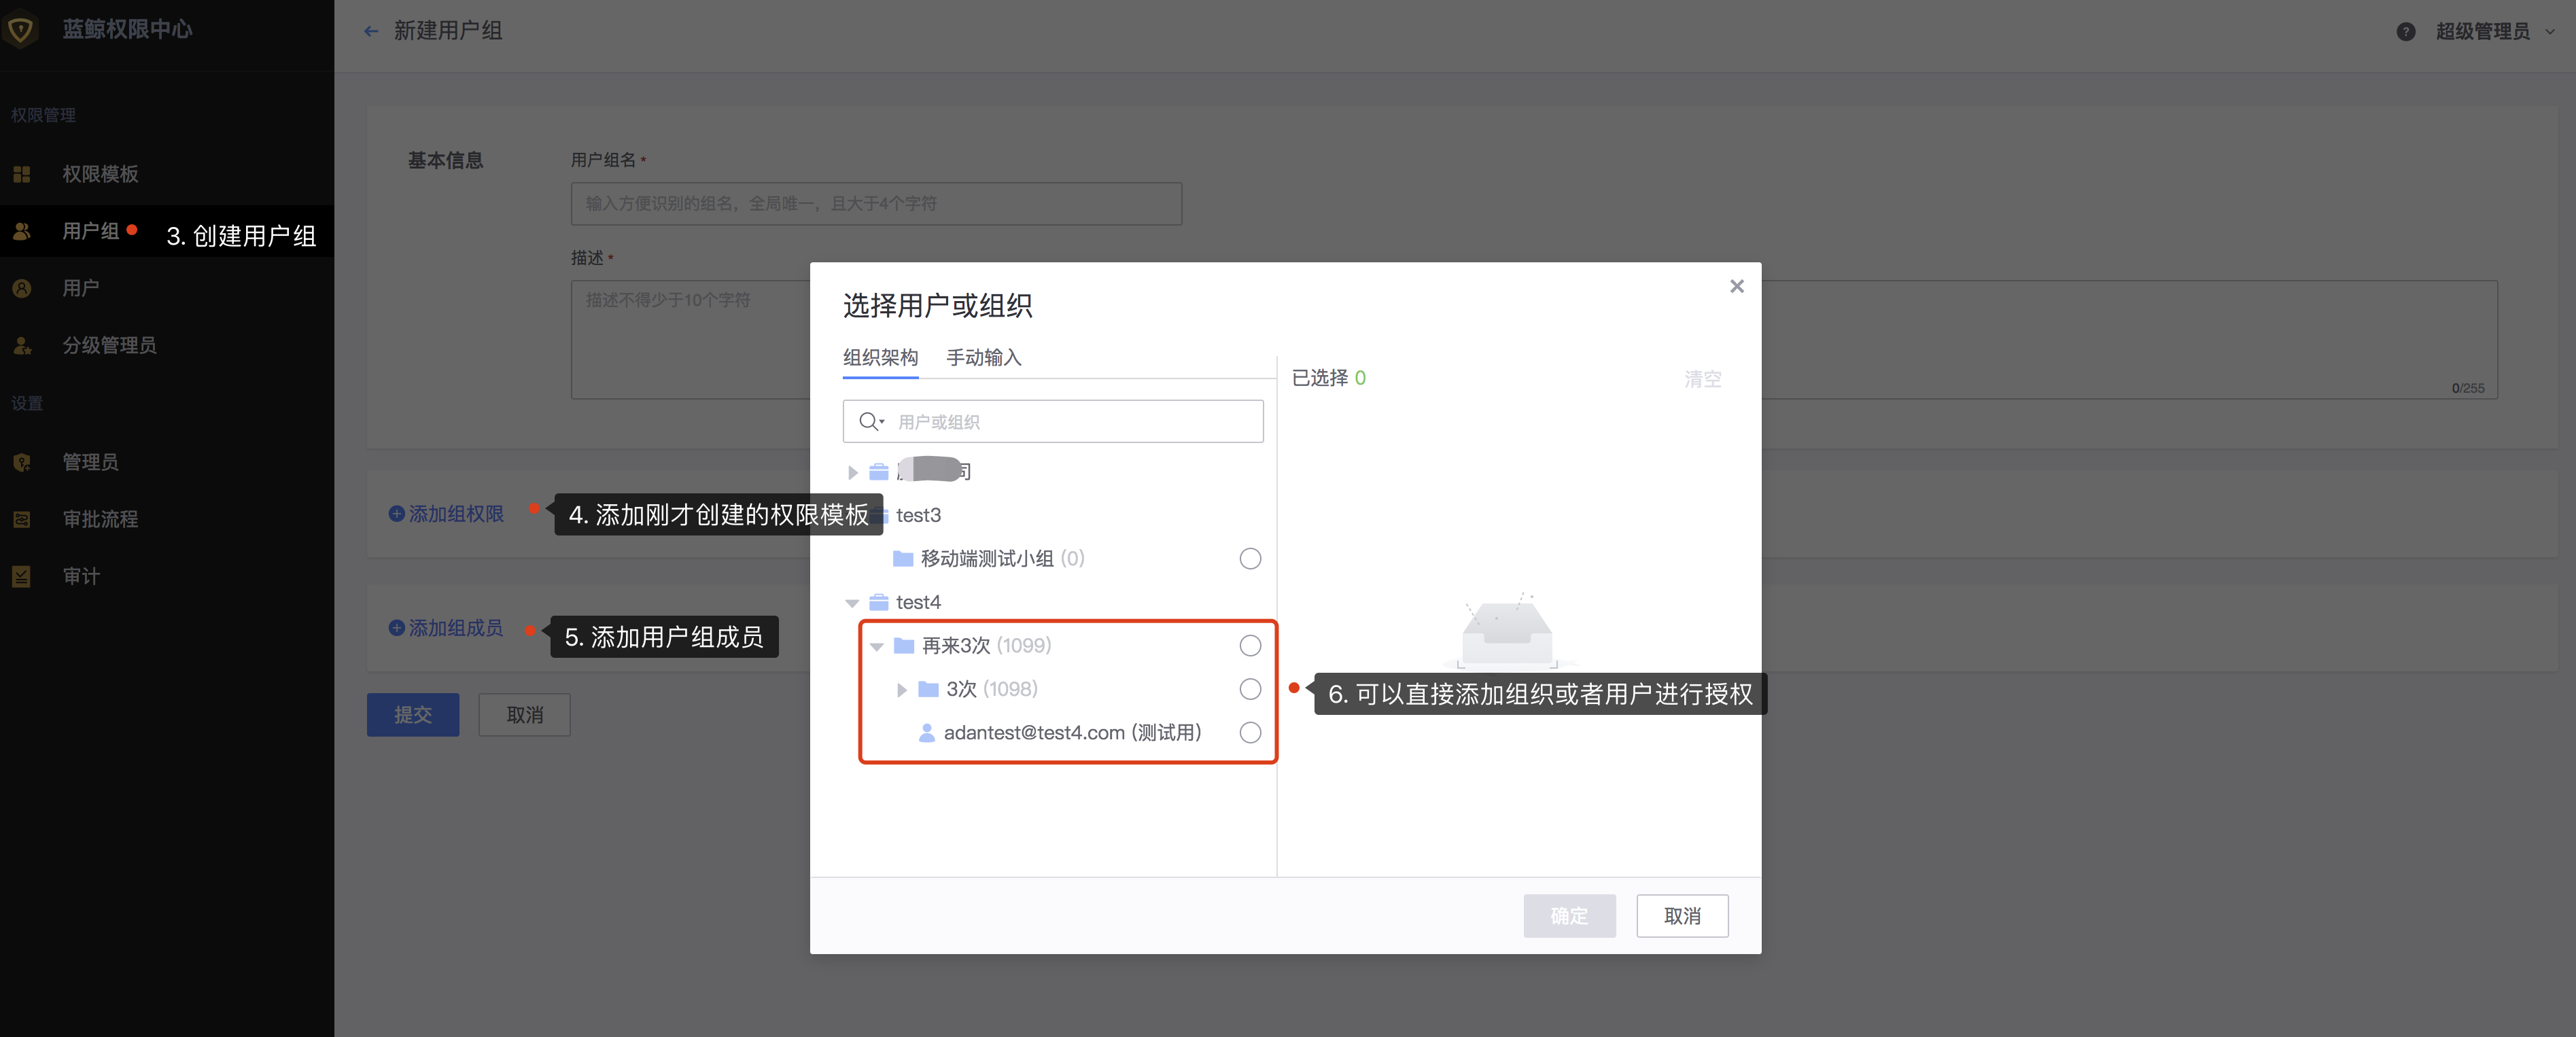 蓝鲸权限中心
新建用户组
超级管理员
权限管理
权限模板
用户组
3. 创建用户组
用户
分级管理员
设置
管理员
审批流程
审计
基本信息
用户组名 *
输入方便识别的组名，全局唯一，且大于4个字符
描述 *
描述不得少于10个字符
0/255
添加组权限
4. 添加刚才创建的权限模板
添加组成员
5. 添加用户组成员
提交
取消
选择用户或组织
组织架构
手动输入
用户或组织
司
test3
移动端测试小组 (0)
test4
再来3次 (1099)
3次 (1098)
adantest@test4.com (测试用)
已选择 0
清空
6. 可以直接添加组织或者用户进行授权
确定
取消